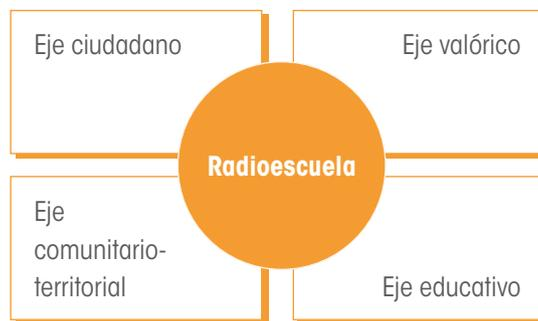 Eje ciudadano
Eje valórico
Radioescuela
Eje
comunitario-
territorial
Eje educativo